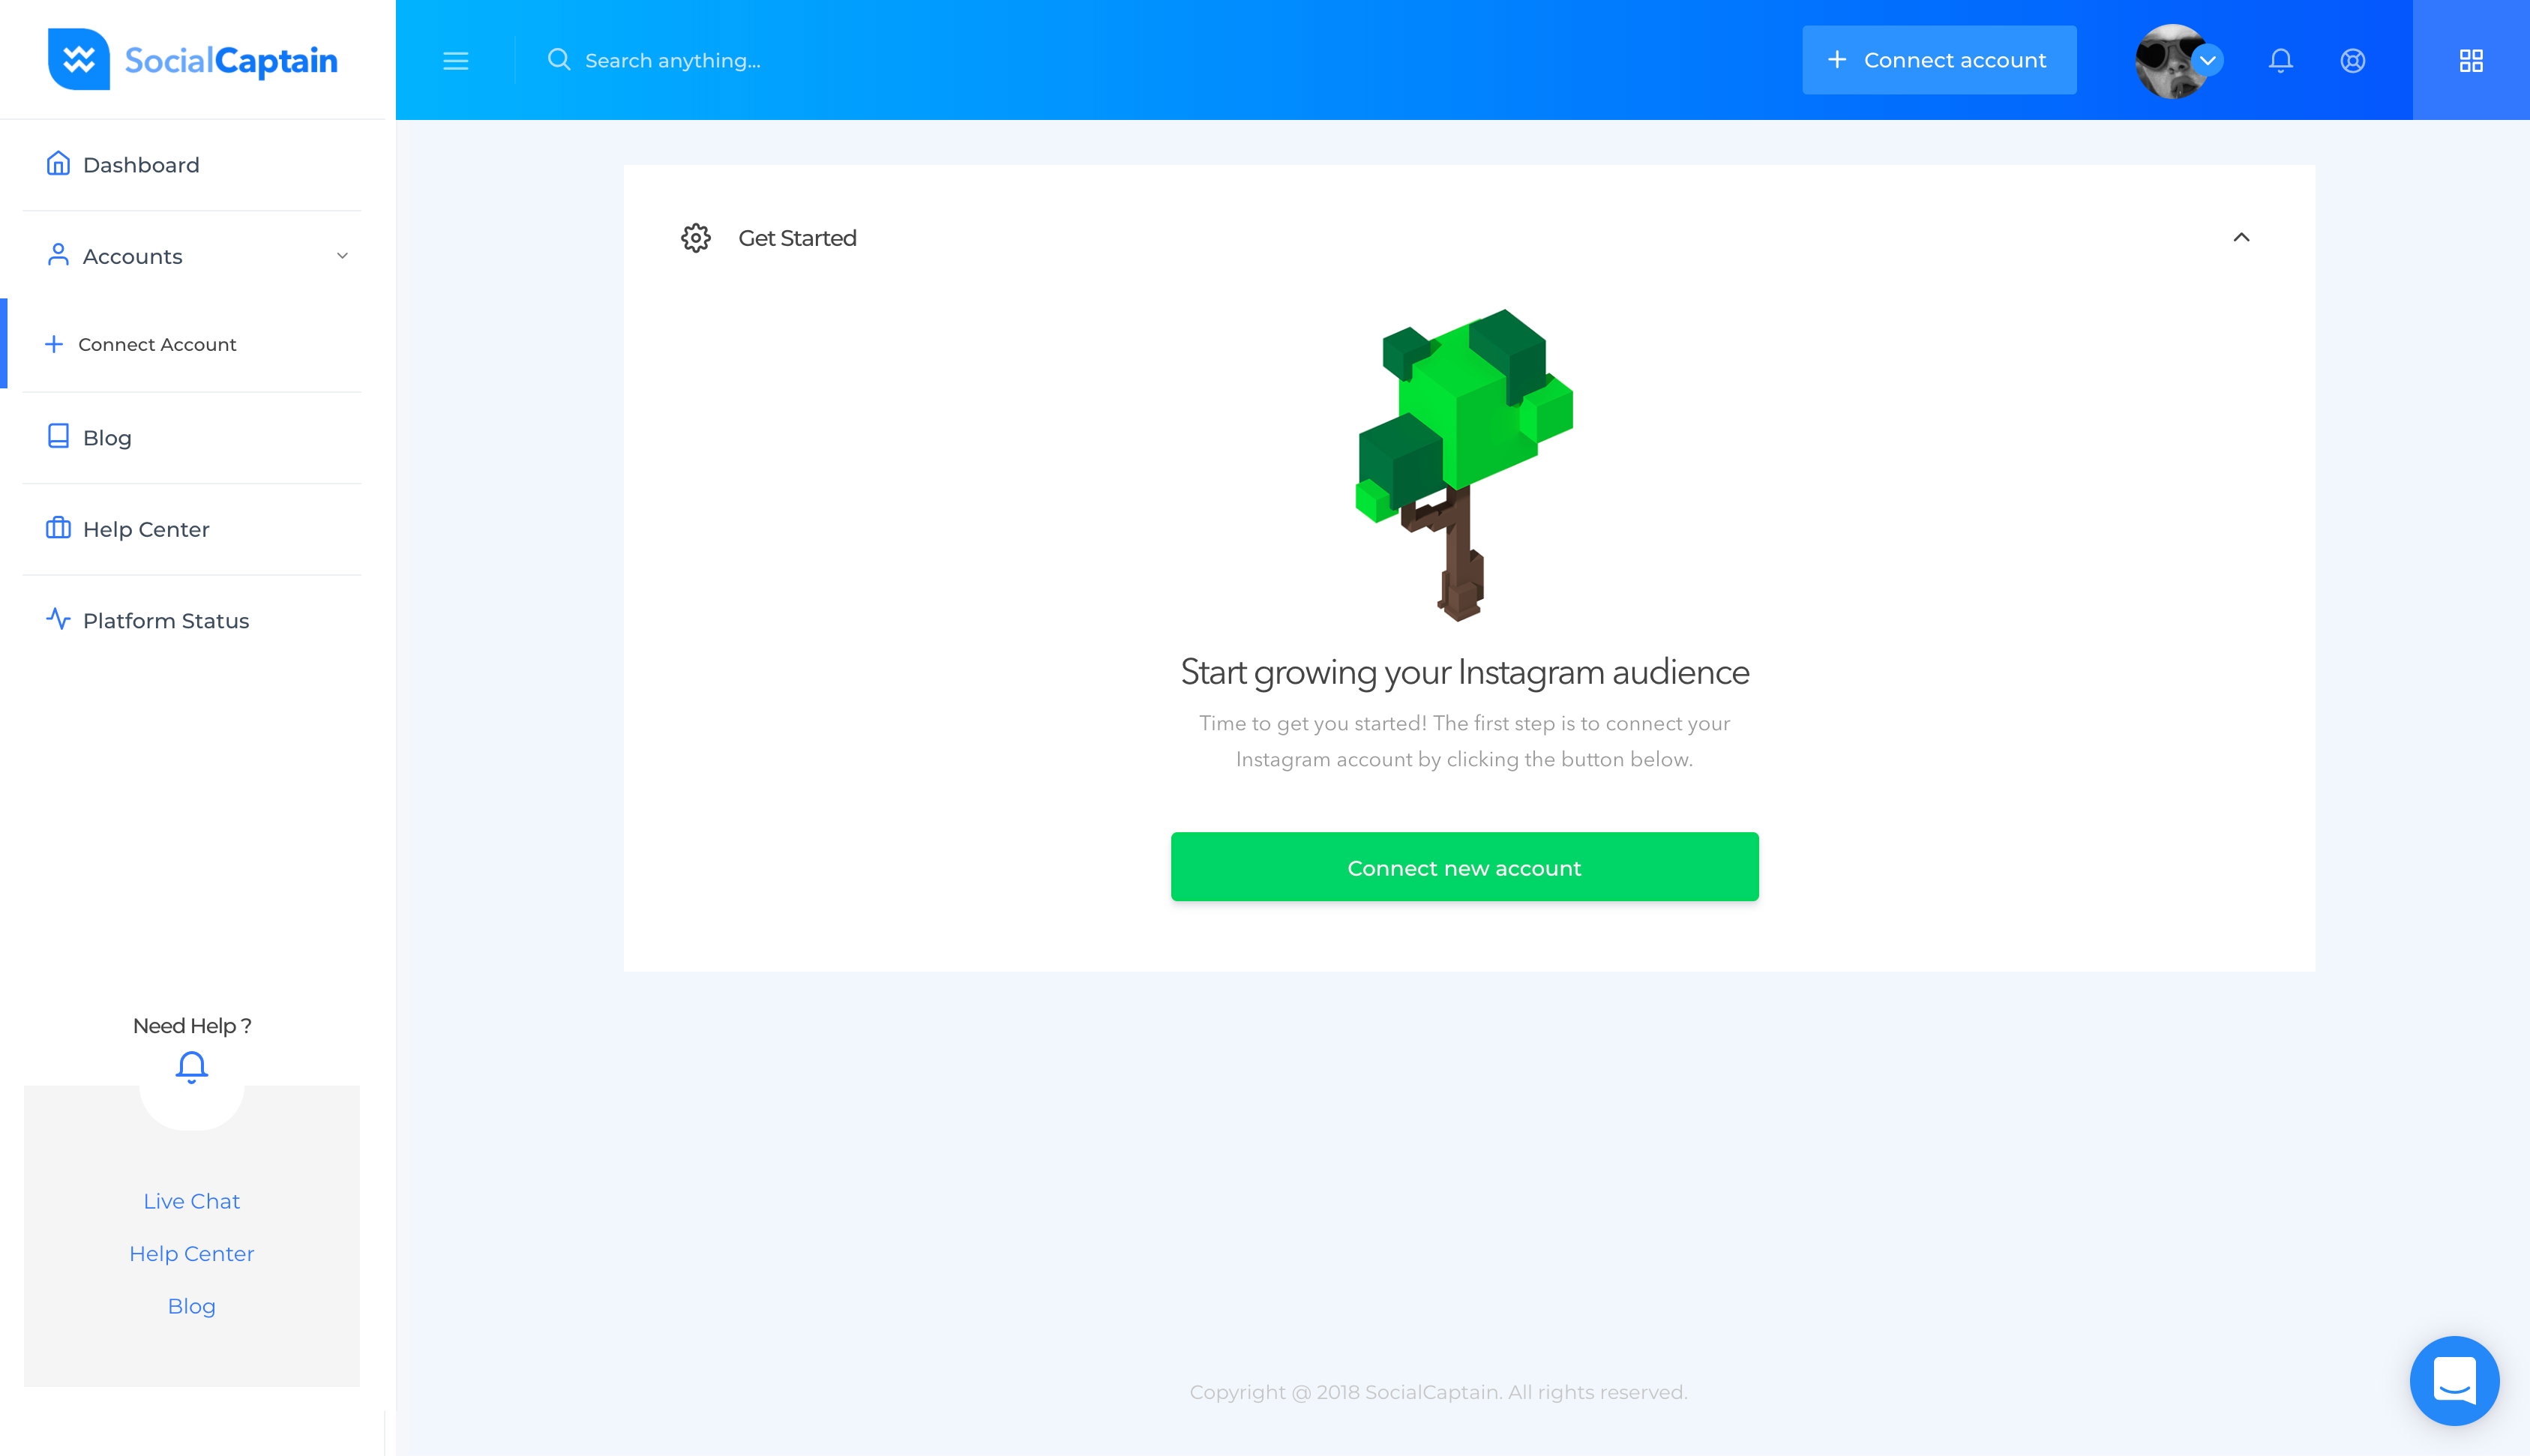 SocialCaptain
Search anything...
Connect account
Dashboard
Accounts
Connect Account
Blog
Help Center
Platform Status
Need Help ?
Live Chat
Help Center
Blog
Get Started
Start growing your Instagram audience
Time to get you started! The first step is to connect your
Instagram account by clicking the button below.
Connect new account
Copyright @ 2018 SocialCaptain. All rights reserved.